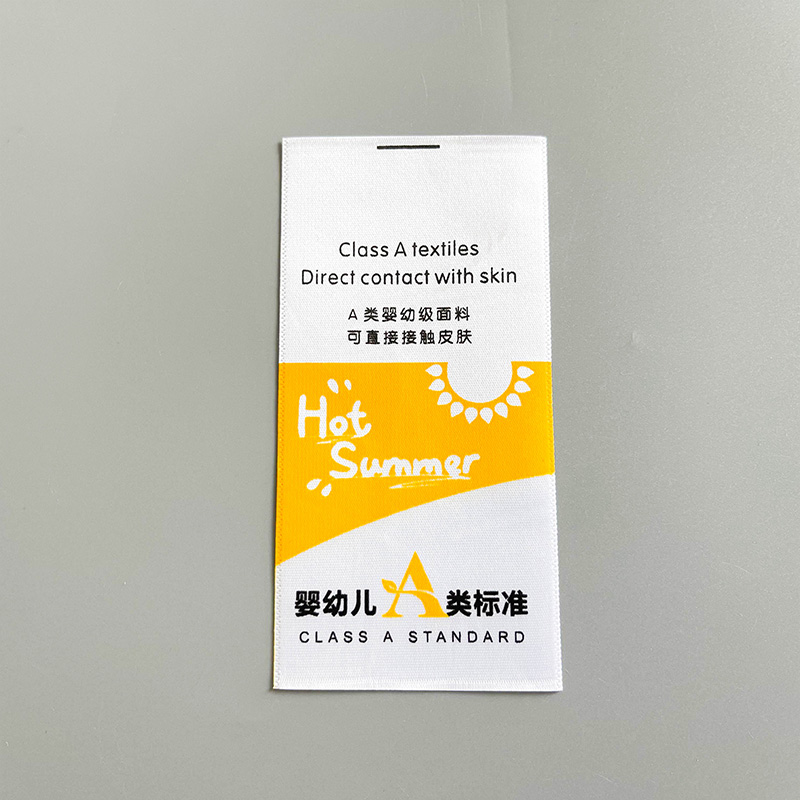 Class A textiles
Direct contact with skin
A 类婴幼级面料
可直接接触皮肤
Hot
Summer
婴幼儿A类标准
CLASS A STANDARD